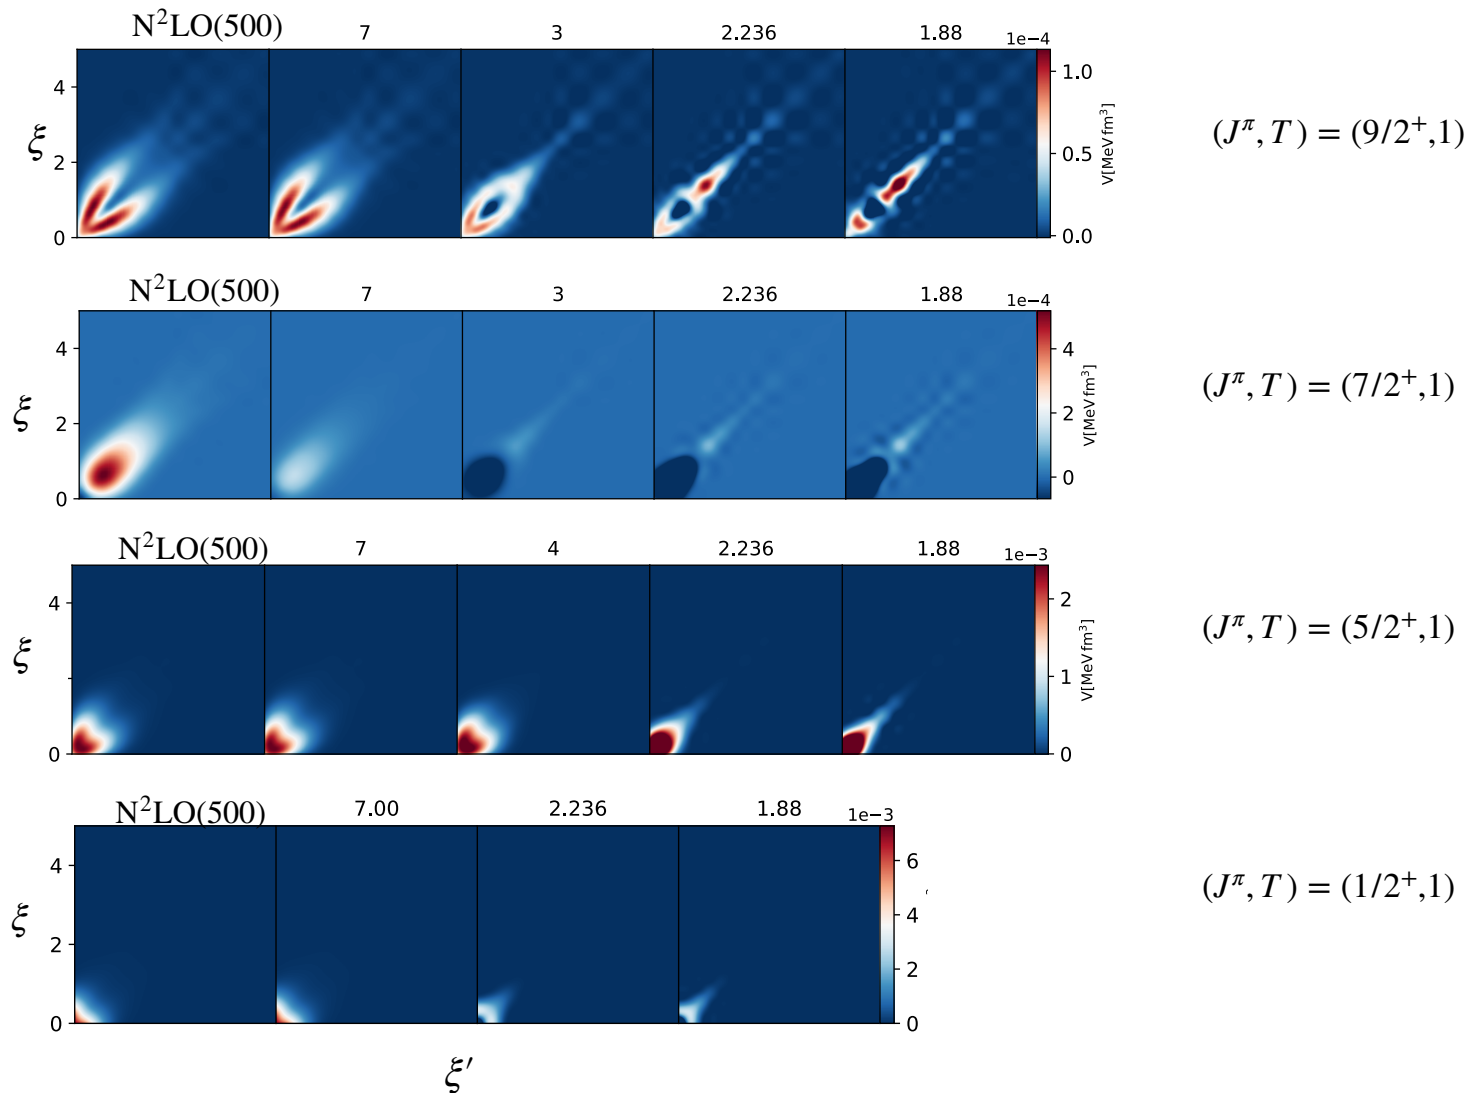 N²LO(500) 7 3 2.236 1.88 1e−4
4
2
0
ξ
1.0
0.5
0.0
V[MeV fm³]
(Jᵖⁱ, T) = (9/2⁺,1)
N²LO(500) 7 3 2.236 1.88 1e−4
4
2
0
ξ
4
2
0
V[MeV fm³]
(J^π, T) = (7/2⁺,1)
N²LO(500) 7 4 2.236 1.88 1e−3
4
2
0
ξ
2
1
0
V[MeV fm³]
(J^π, T) = (5/2⁺,1)
N²LO(500) 7.00 2.236 1.88 1e−3
4
2
0
ξ
6
4
2
0
(J^π, T) = (1/2⁺,1)
ξ′